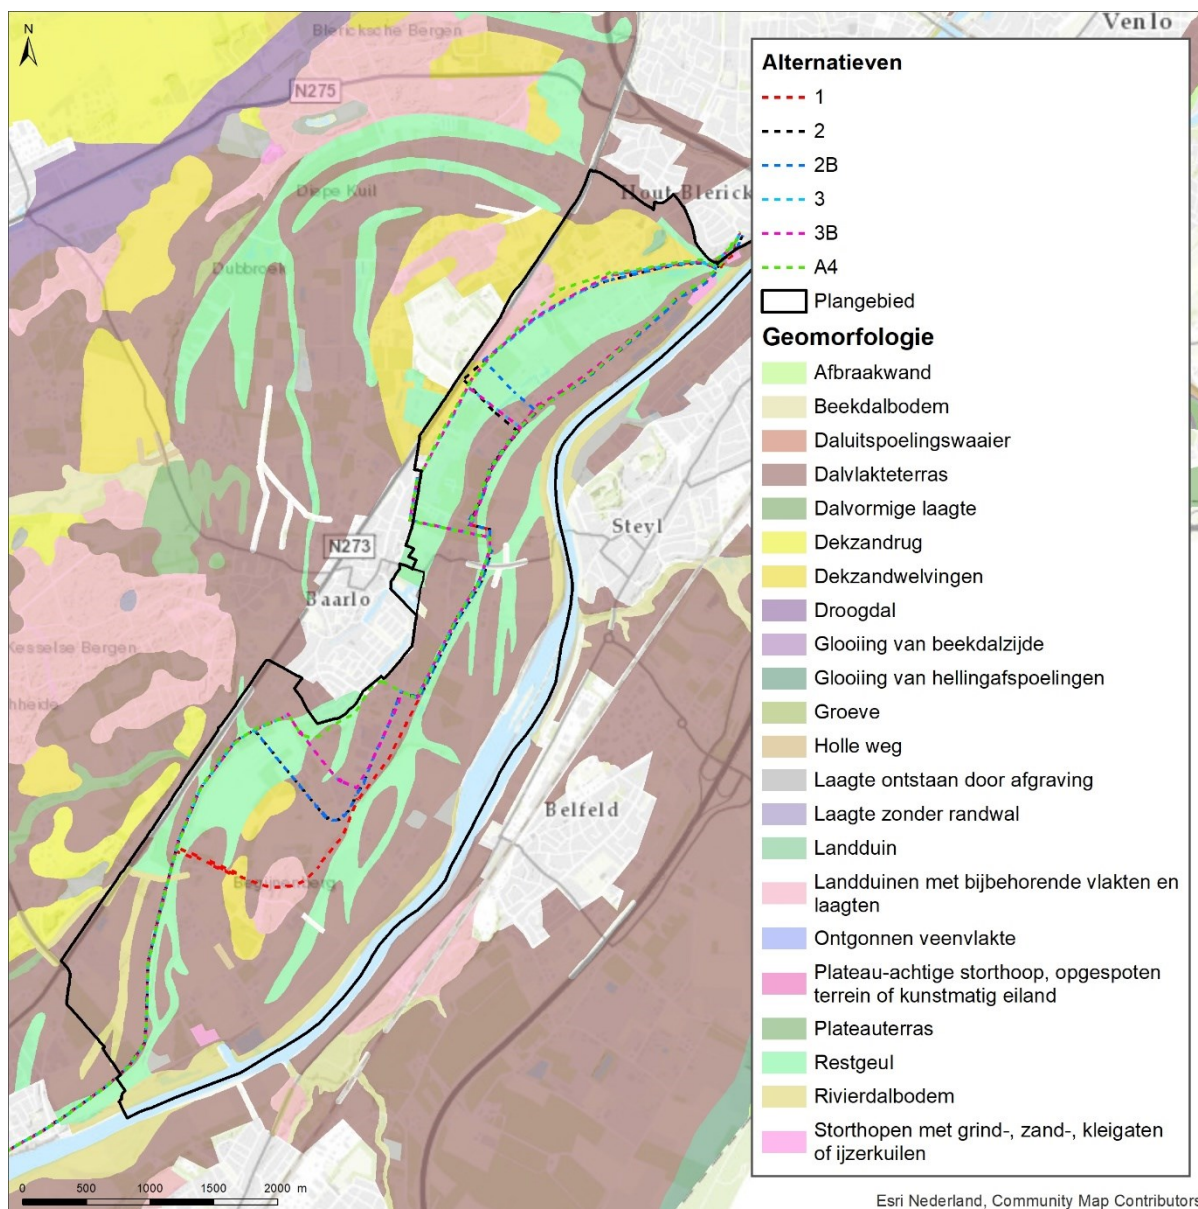 N
Blericksche Bergen
Venlo
N275
Diepe Kuil
Hout-Blerick
Dubbroek
Steyl
N273
Baarlo
Kesselse Bergen
Belfeld
0 500 1000 1500 2000 m
Alternatieven
1
2
2B
3
3B
A4
Plangebied
Geomorfologie
Afbraakwand
Beekdalbodem
Daluitspoelingswaaier
Dalvlakteterras
Dalvormige laagte
Dekzandrug
Dekzandwelvingen
Droogdal
Glooiing van beekdalzijde
Glooiing van hellingafspoelingen
Groeve
Holle weg
Laagte ontstaan door afgraving
Laagte zonder randwal
Landduin
Landduinen met bijbehorende vlakten en
laagten
Ontgonnen veenvlakte
Plateau-achtige storthoop, opgespoten
terrein of kunstmatig eiland
Plateauterras
Restgeul
Rivierdalbodem
Storthopen met grind-, zand-, kleigaten
of ijzerkuilen
Esri Nederland, Community Map Contributors